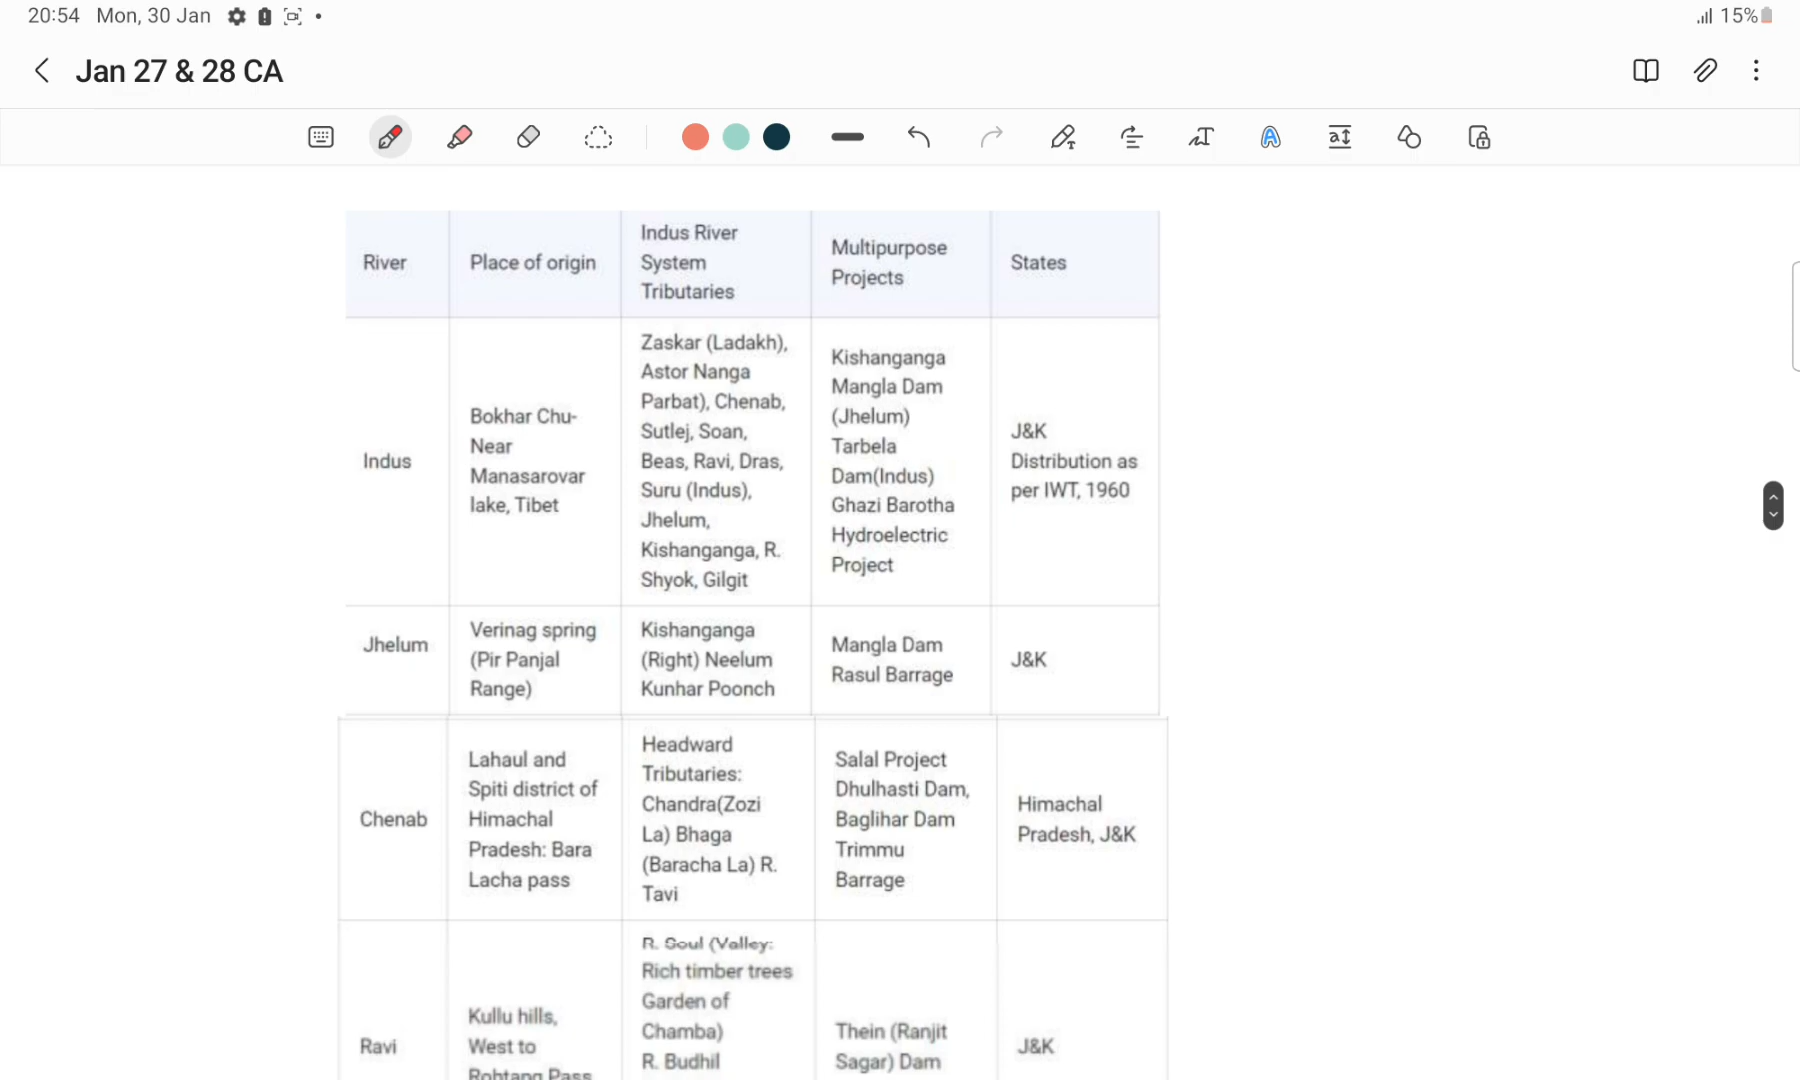 20:54 Mon, 30 Jan
15%
Jan 27 & 28 CA
River
Place of origin
Indus River
System
Tributaries
Multipurpose
Projects
States
Indus
Bokhar Chu-
Near
Manasarovar
lake, Tibet
Zaskar (Ladakh),
Astor Nanga
Parbat), Chenab,
Sutlej, Soan,
Beas, Ravi, Dras,
Suru (Indus),
Jhelum,
Kishanganga, R.
Shyok, Gilgit
Kishanganga
Mangla Dam
(Jhelum)
Tarbela
Dam(Indus)
Ghazi Barotha
Hydroelectric
Project
J&K
Distribution as
per IWT, 1960
Jhelum
Verinag spring
(Pir Panjal
Range)
Kishanganga
(Right) Neelum
Kunhar Poonch
Mangla Dam
Rasul Barrage
J&K
Chenab
Lahaul and
Spiti district of
Himachal
Pradesh: Bara
Lacha pass
Headward
Tributaries:
Chandra(Zozi
La) Bhaga
(Baracha La) R.
Tavi
Salal Project
Dhulhasti Dam,
Baglihar Dam
Trimmu
Barrage
Himachal
Pradesh, J&K
Ravi
Kullu hills,
West to
Rohtang Pass
R. Soul (Valley:
Rich timber trees
Garden of
Chamba)
R. Budhil
Thein (Ranjit
Sagar) Dam
J&K